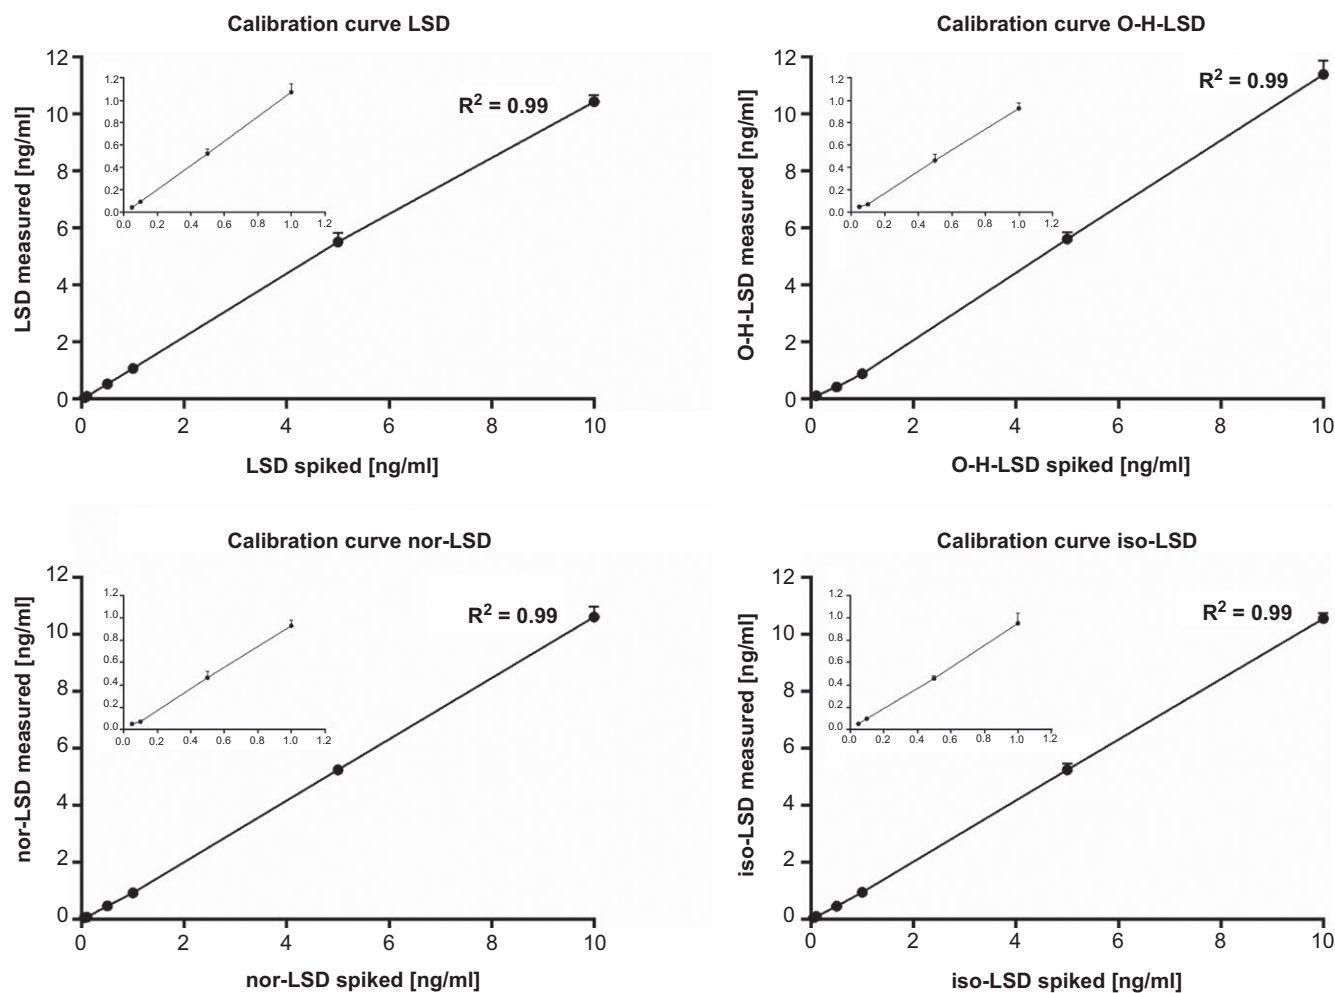 Calibration curve LSD
LSD measured [ng/ml]
12
10
8
6
4
2
0
0 2 4 6 8 10
LSD spiked [ng/ml]
R² = 0.99
1.2
1.0
0.8
0.6
0.4
0.2
0.0
0.0 0.2 0.4 0.6 0.8 1.0 1.2
Calibration curve O-H-LSD
O-H-LSD measured [ng/ml]
12
10
8
6
4
2
0
0 2 4 6 8 10
O-H-LSD spiked [ng/ml]
R² = 0.99
1.2
1.0
0.8
0.6
0.4
0.2
0.0
0.0 0.2 0.4 0.6 0.8 1.0 1.2
Calibration curve nor-LSD
nor-LSD measured [ng/ml]
12
10
8
6
4
2
0
0 2 4 6 8 10
nor-LSD spiked [ng/ml]
R² = 0.99
1.2
1.0
0.8
0.6
0.4
0.2
0.0
0.0 0.2 0.4 0.6 0.8 1.0 1.2
Calibration curve iso-LSD
iso-LSD measured [ng/ml]
12
10
8
6
4
2
0
0 2 4 6 8 10
iso-LSD spiked [ng/ml]
R² = 0.99
1.2
1.0
0.8
0.6
0.4
0.2
0.0
0.0 0.2 0.4 0.6 0.8 1.0 1.2